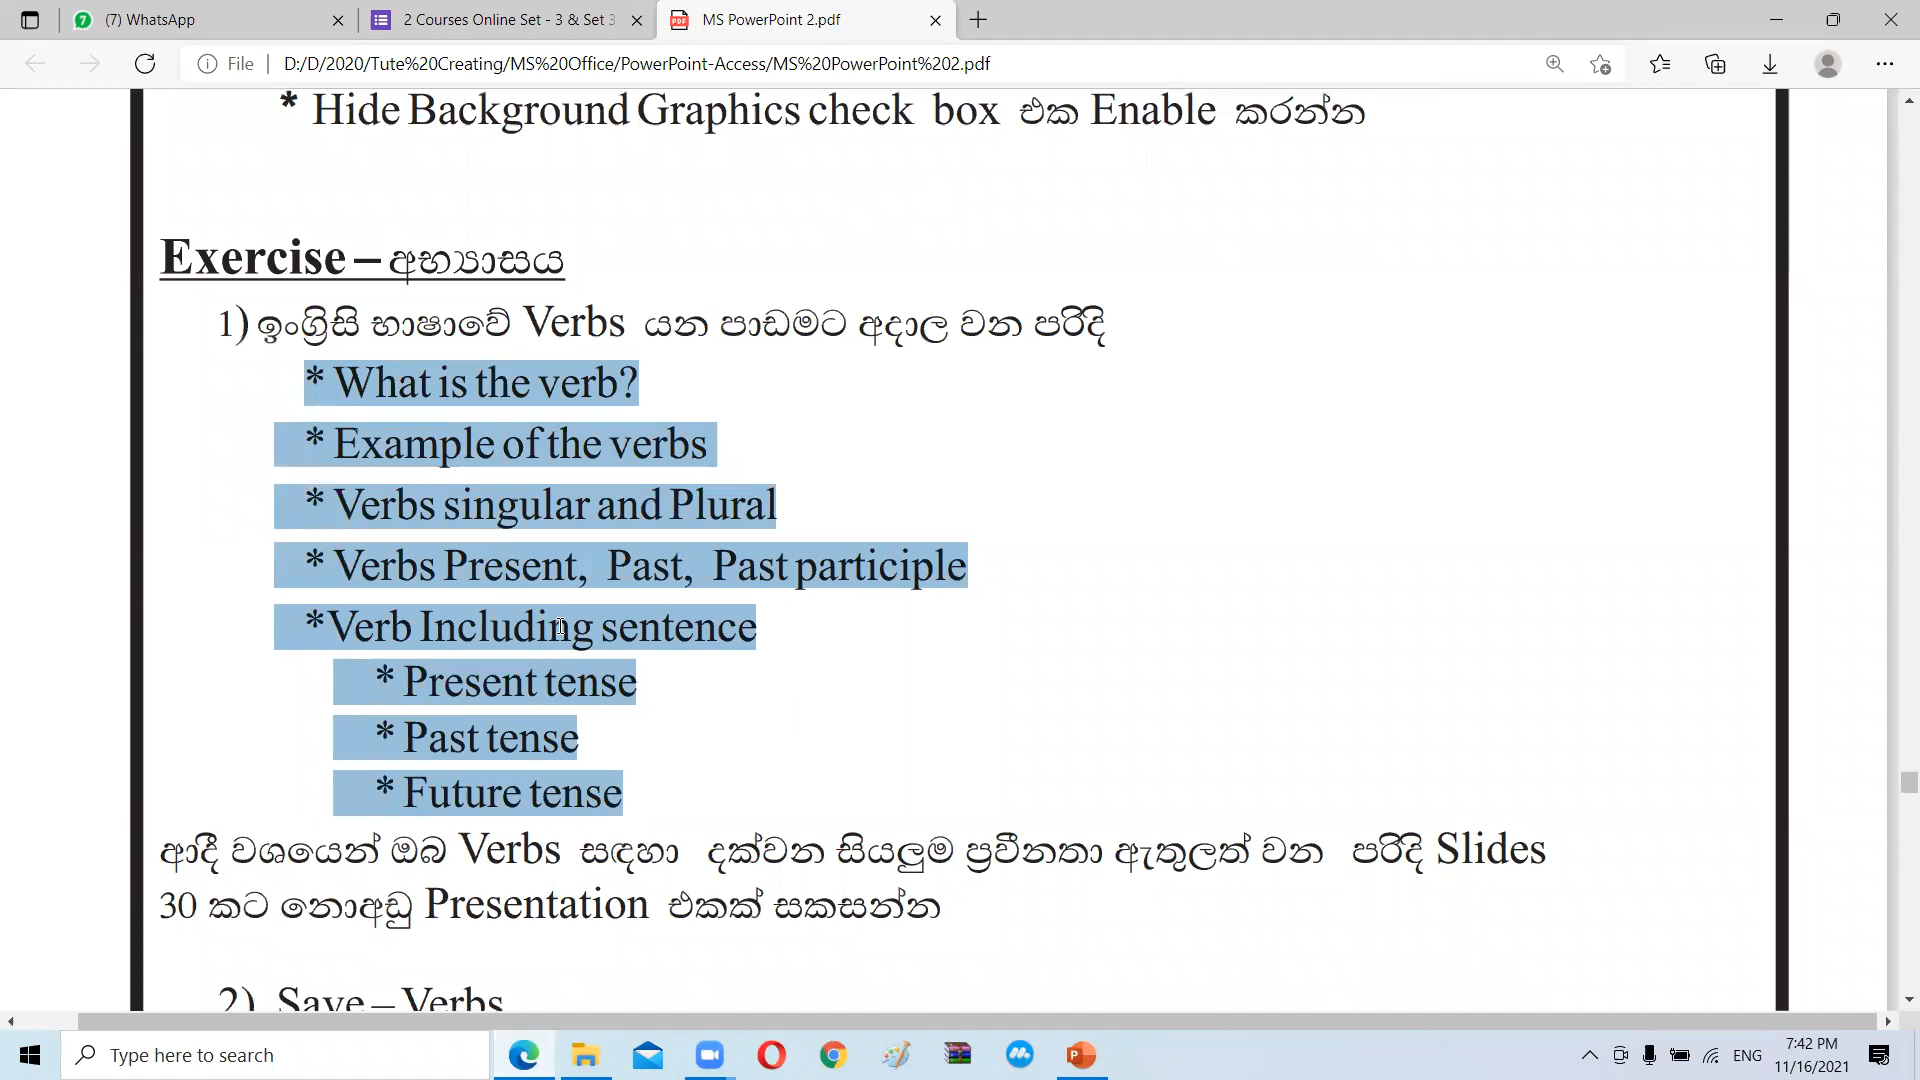 (7) WhatsApp
2 Courses Online Set - 3 & Set 3
MS PowerPoint 2.pdf
File
D:/D/2020/Tute%20Creating/MS%20Office/PowerPoint-Access/MS%20PowerPoint%202.pdf
* Hide Background Graphics check box එක Enable කරන්න
Exercise – අභ්‍යාසය
1) ඉංග්‍රිසි භාෂාවේ Verbs යන පාඩමට අදාල වන පරිදි
* What is the verb?
* Example of the verbs
* Verbs singular and Plural
* Verbs Present, Past, Past participle
*Verb Including sentence
* Present tense
* Past tense
* Future tense
ආදී වශයෙන් ඔබ Verbs සඳහා දක්වන සියලුම ප්‍රවීනතා ඇතුලත් වන පරිදි Slides
30 කට නොඅඩු Presentation එකක් සකසන්න
2) Save – Verbs
Type here to search
ENG
7:42 PM
11/16/2021